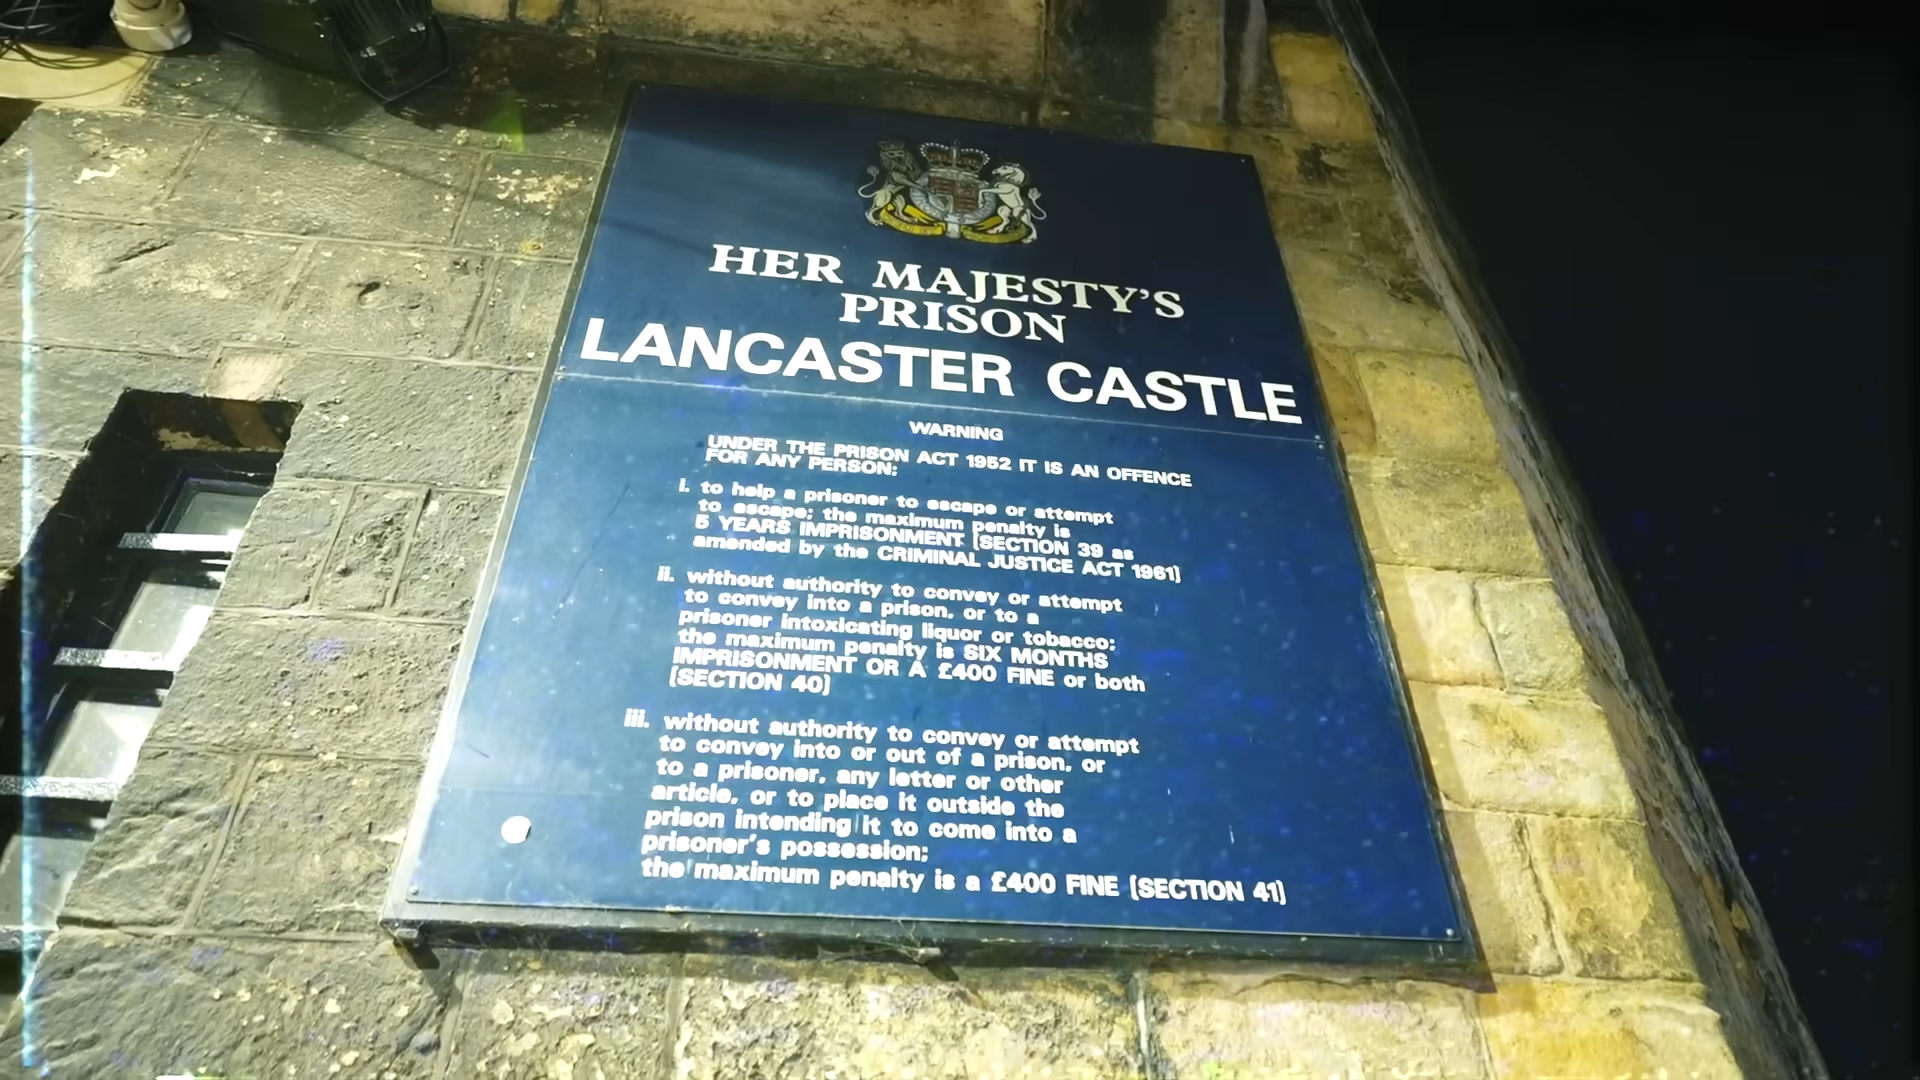 HER MAJESTY'S
PRISON
LANCASTER CASTLE
WARNING
UNDER THE PRISON ACT 1952 IT IS AN OFFENCE
FOR ANY PERSON:
i. to help a prisoner to escape or attempt
to escape; the maximum penalty is
5 YEARS IMPRISONMENT [SECTION 39 as
amended by the CRIMINAL JUSTICE ACT 1961]
ii. without authority to convey or attempt
to convey into a prison, or to a
prisoner intoxicating liquor or tobacco;
the maximum penalty is SIX MONTHS
IMPRISONMENT OR A £400 FINE or both
[SECTION 40]
iii. without authority to convey or attempt
to convey into or out of a prison, or
to a prisoner, any letter or other
article, or to place it outside the
prison intending it to come into a
prisoner's possession;
the maximum penalty is a £400 FINE [SECTION 41]